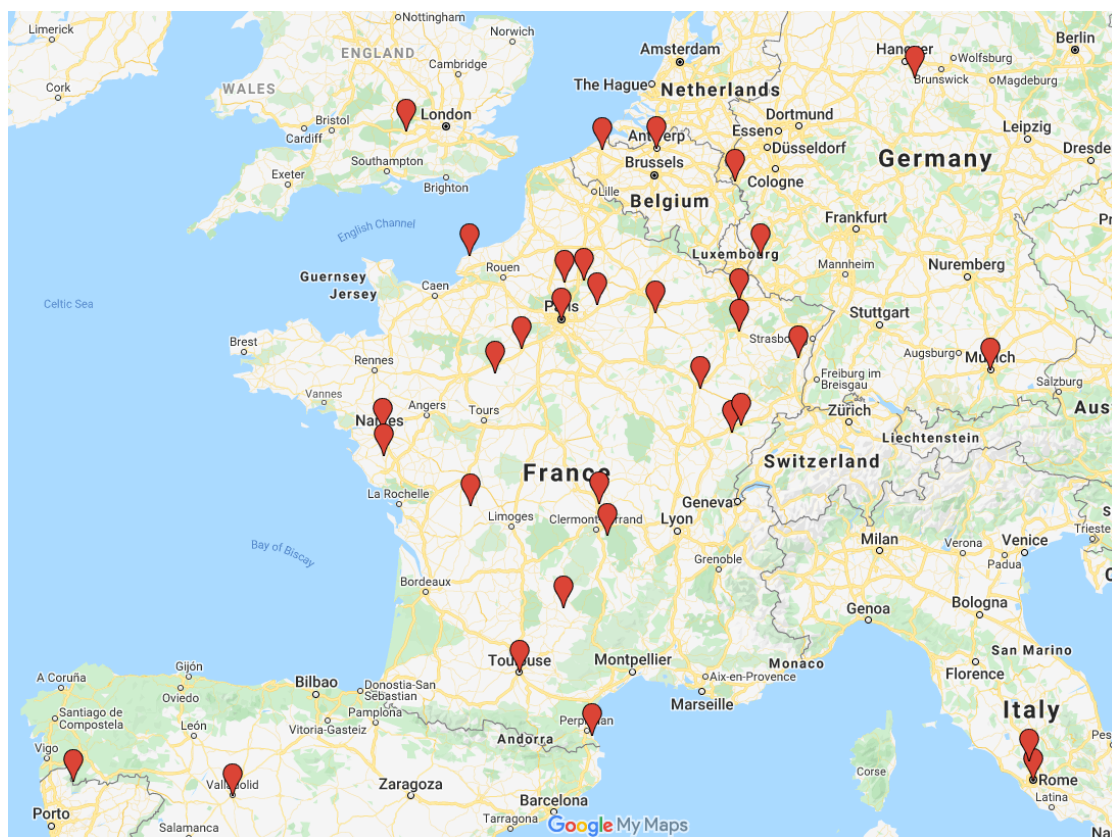 Limerick
Nottingham
Norwich
Amsterdam
Hanover
Wolfsburg
Berlin
ENGLAND
Cambridge
Brunswick
Magdeburg
Cork
WALES
The Hague
Netherlands
Bristol
London
Dortmund
Cardiff
Antwerp
Essen
Leipzig
Southampton
Düsseldorf
Exeter
Brussels
Germany
Brighton
Lille
Cologne
Belgium
English Channel
Frankfurt
Luxembourg
Guernsey
Rouen
Mannheim
Nuremberg
Jersey
Caen
Celtic Sea
Paris
Stuttgart
Brest
Strasbourg
Rennes
Augsburg
Munich
Vannes
Angers
Freiburg im
Breisgau
Salzburg
Tours
Zürich
Nantes
Liechtenstein
France
Switzerland
La Rochelle
Geneva
Limoges
Lyon
Bay of Biscay
Milan
Verona
Venice
Trieste
Grenoble
Padua
Bordeaux
Genoa
Bologna
Gijón
Toulouse
Montpellier
Monaco
San Marino
A Coruña
Oviedo
Bilbao
Donostia-San
Sebastian
Aix-en-Provence
Florence
Santiago de
Compostela
León
Vitoria-Gasteiz
Pamplona
Marseille
Italy
Vigo
Andorra
Corse
Valladolid
Zaragoza
Rome
Porto
Barcelona
Latina
Salamanca
Tarragona
Google My Maps